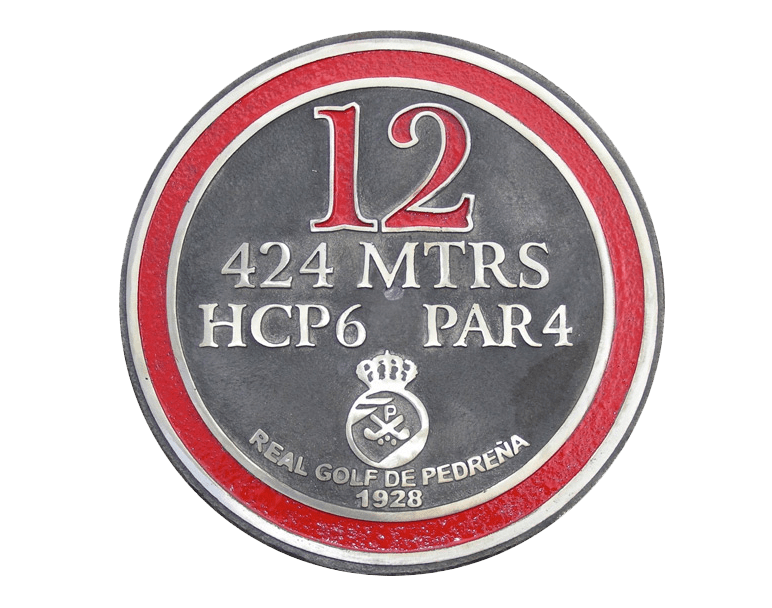 12
424 MTRS
HCP6 PAR4
P
REAL GOLF DE PEDREÑA
1928